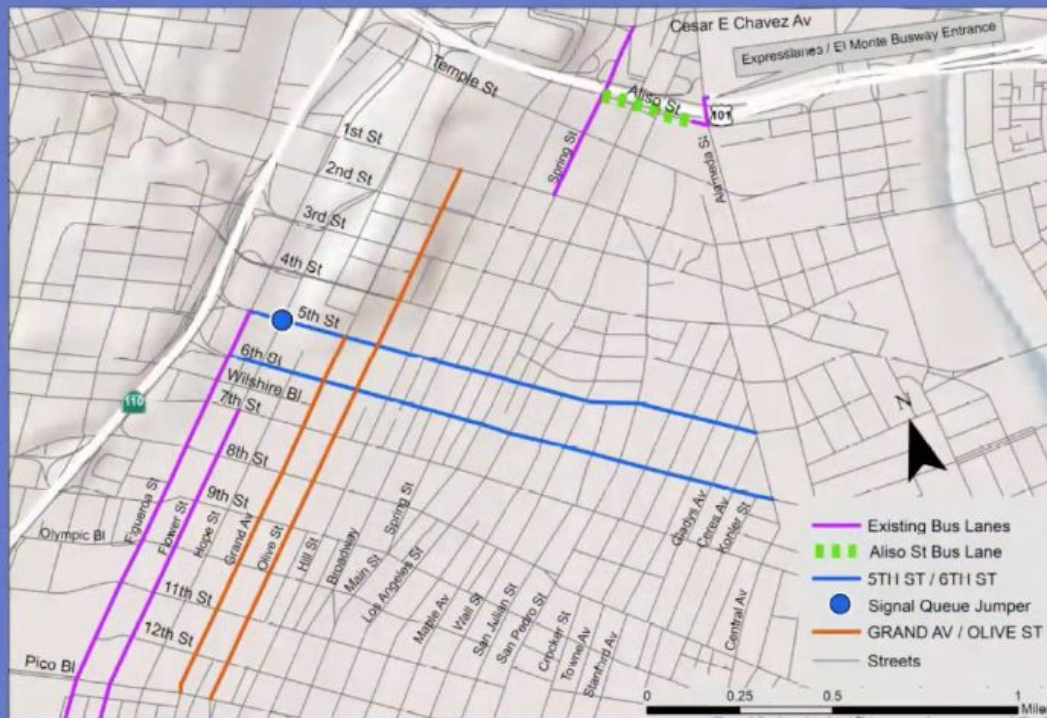 Cesar E Chavez Av
Expresslanes / El Monte Busway Entrance
Temple St
Aliso St
101
1st St
Spring St
Alameda St
2nd St
3rd St
4th St
5th St
6th St
Wilshire Bl
7th St
110
N
8th St
9th St
Olympic Bl
Figueroa St
Flower St
Hope St
Grand Av
Olive St
Hill St
Broadway
Main St
Spring St
Los Angeles St
Maple Av
Wall St
San Julian St
San Pedro St
Crocker St
Towne Av
Stanford Av
Gladys Av
Ceres Av
Kohler St
Central Av
11th St
12th St
Pico Bl
Existing Bus Lanes
Aliso St Bus Lane
5TH ST / 6TH ST
Signal Queue Jumper
GRAND AV / OLIVE ST
Streets
0 0.25 0.5 1
Mile